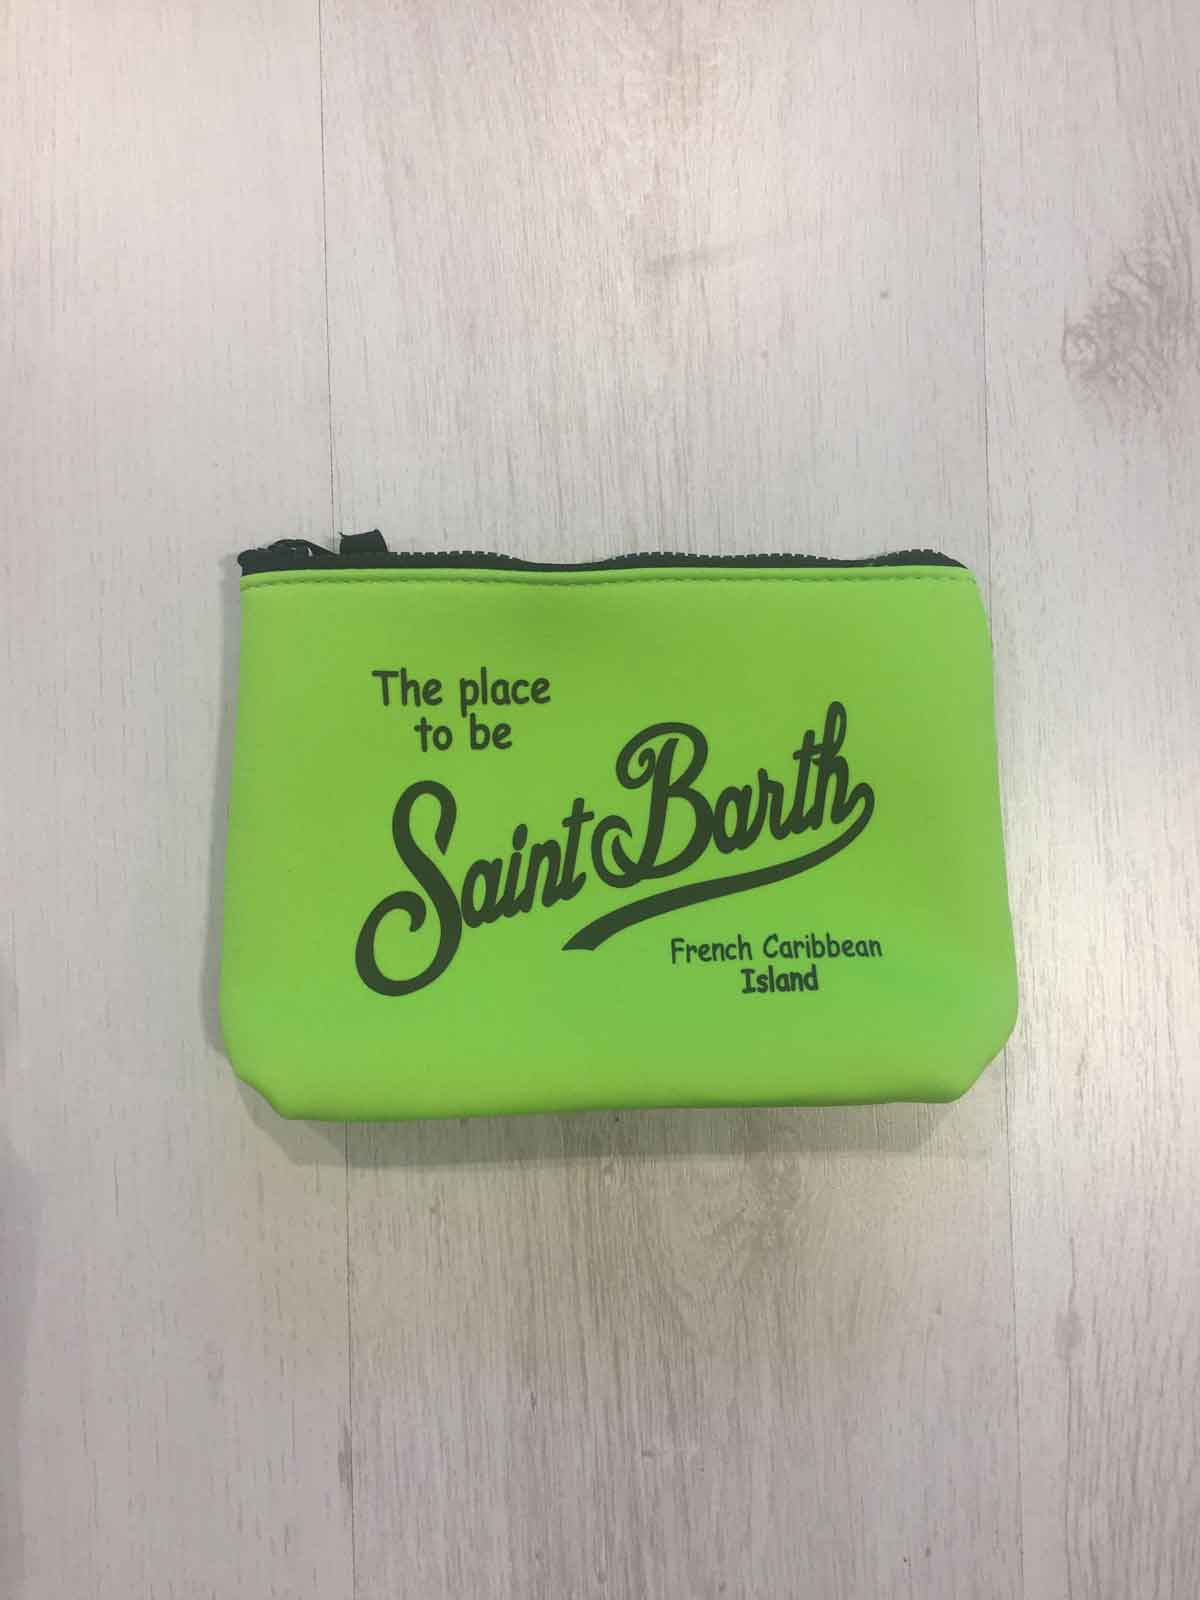 The place
to be
Saint Barth
French Caribbean
Island